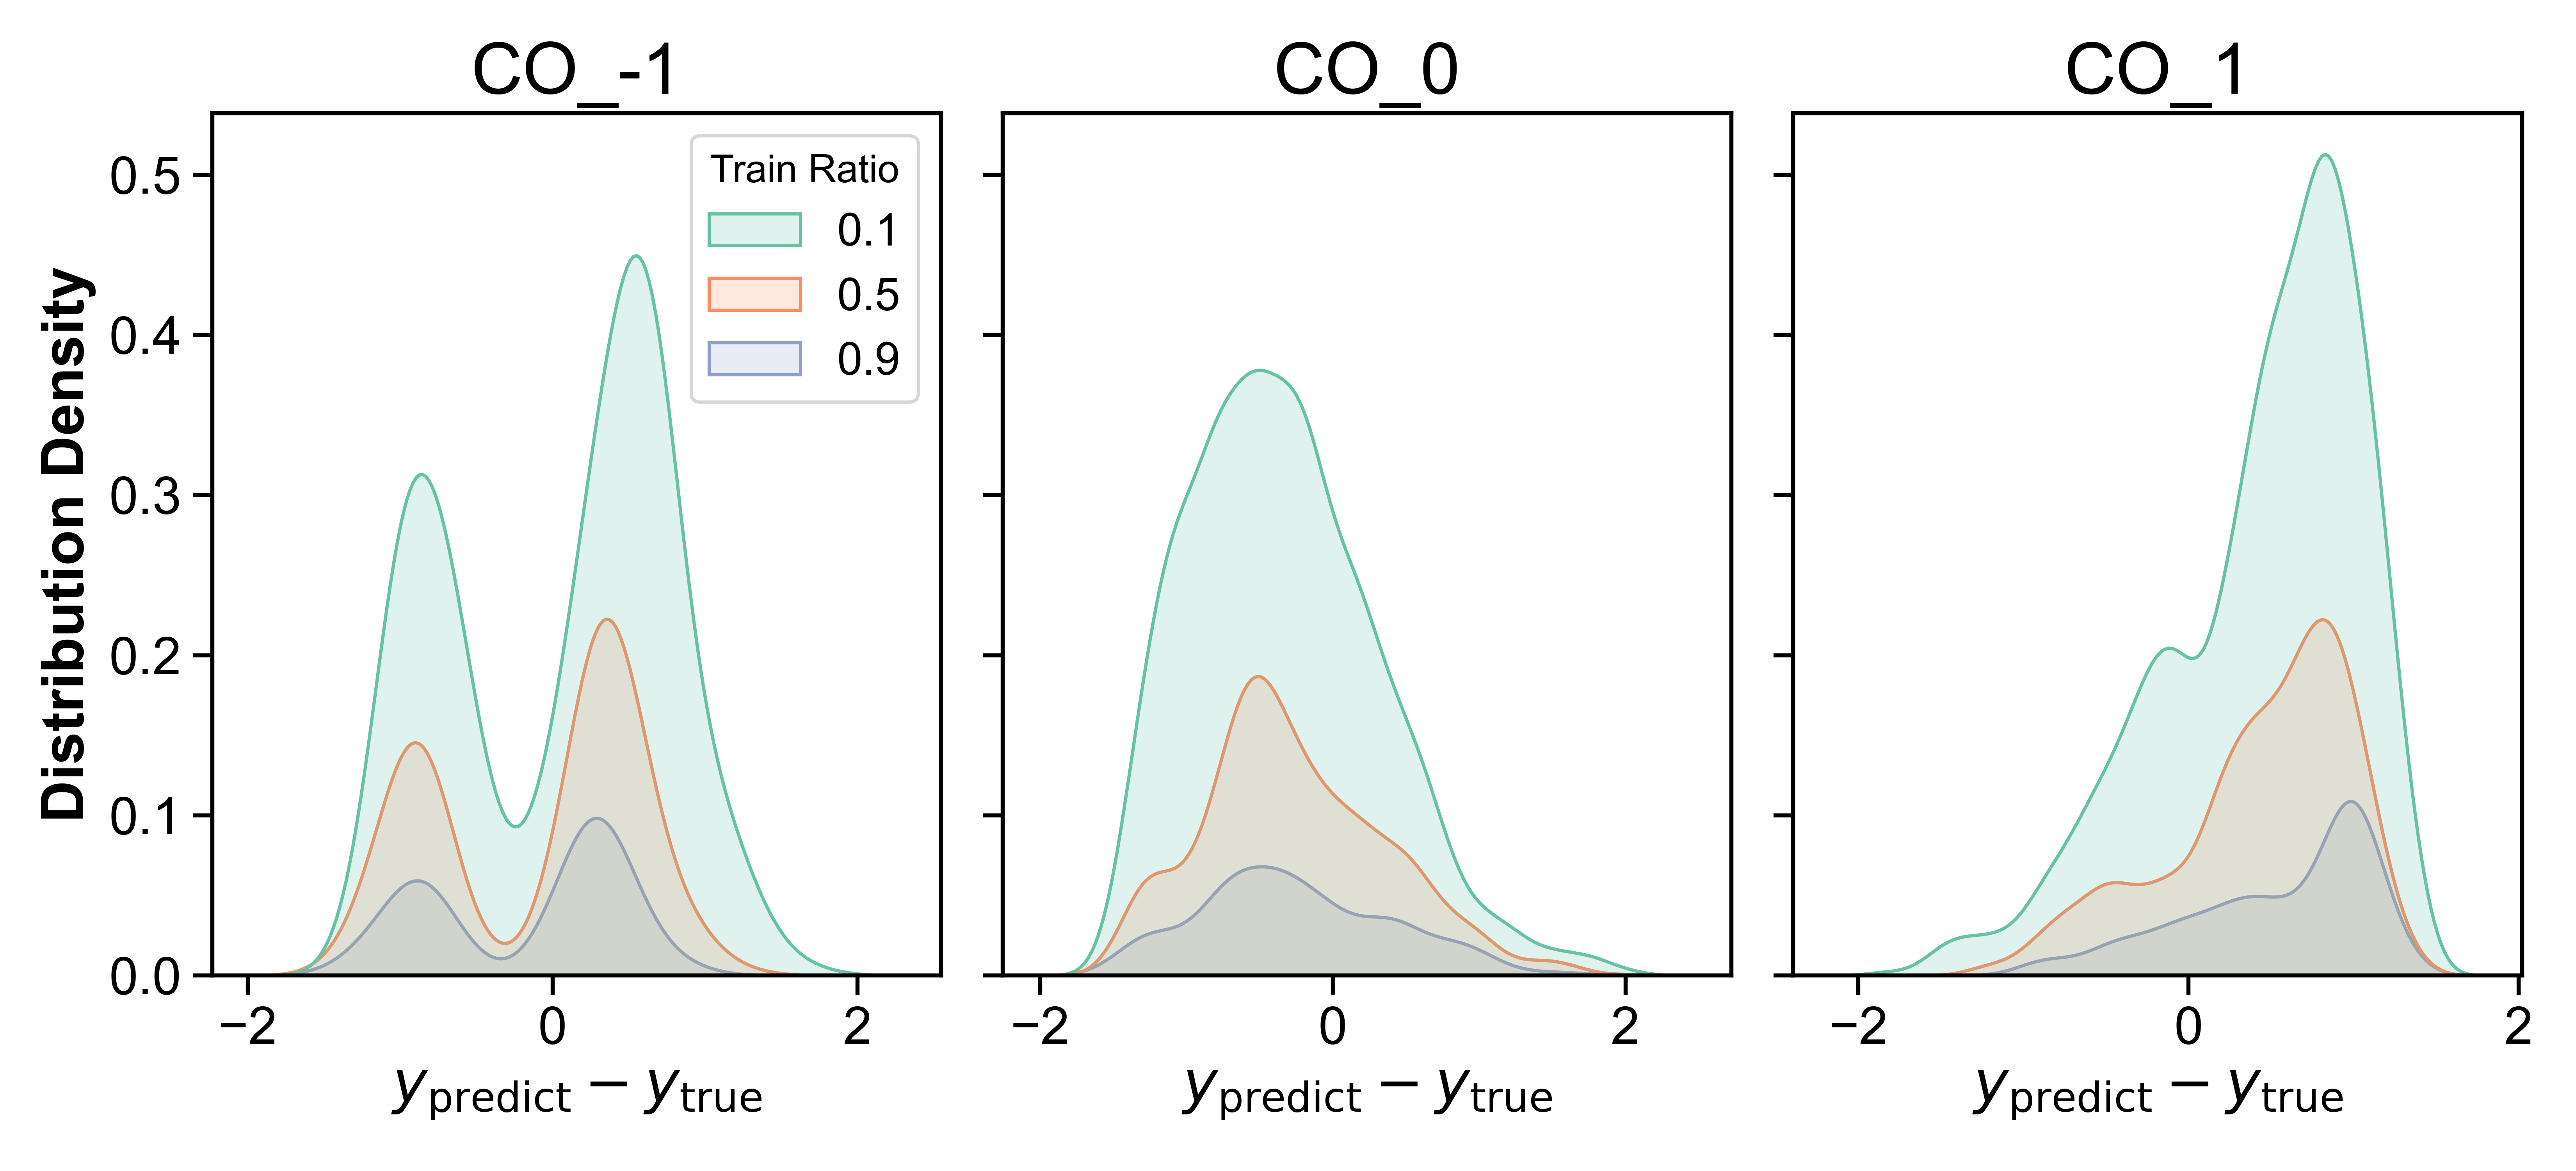 CO_-1
CO_0
CO_1
Distribution Density
0.5
0.4
0.3
0.2
0.1
0.0
Train Ratio
0.1
0.5
0.9
−2 0 2
−2 0 2
−2 0 2
y_predict − y_true
y_predict − y_true
y_predict − y_true